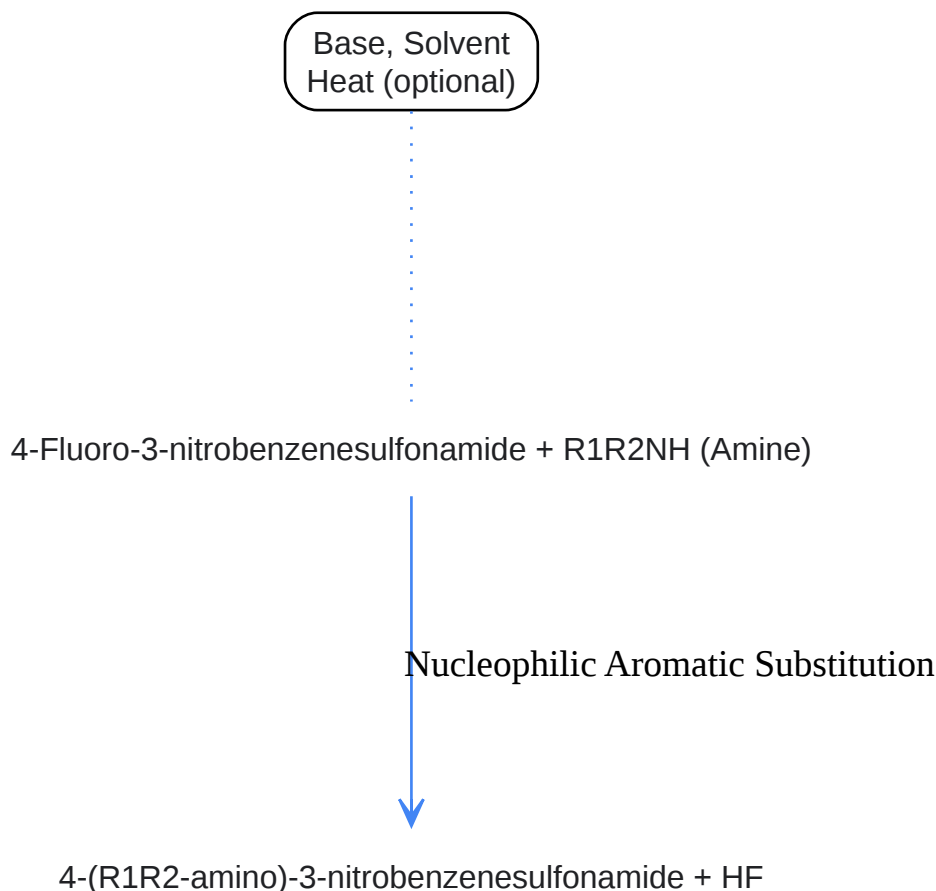 Base, Solvent
Heat (optional)
4-Fluoro-3-nitrobenzenesulfonamide + R1R2NH (Amine)
Nucleophilic Aromatic Substitution
4-(R1R2-amino)-3-nitrobenzenesulfonamide + HF